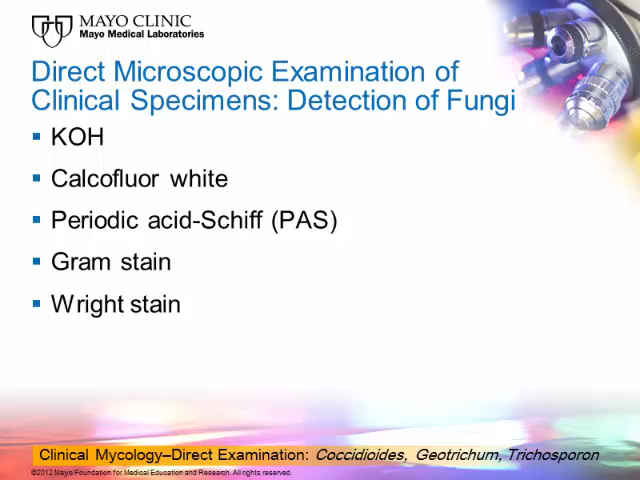 MAYO CLINIC
Mayo Medical Laboratories
Direct Microscopic Examination of
Clinical Specimens: Detection of Fungi
KOH
Calcofluor white
Periodic acid-Schiff (PAS)
Gram stain
Wright stain
Clinical Mycology–Direct Examination: Coccidioides, Geotrichum, Trichosporon
©2012 Mayo Foundation for Medical Education and Research. All rights reserved.